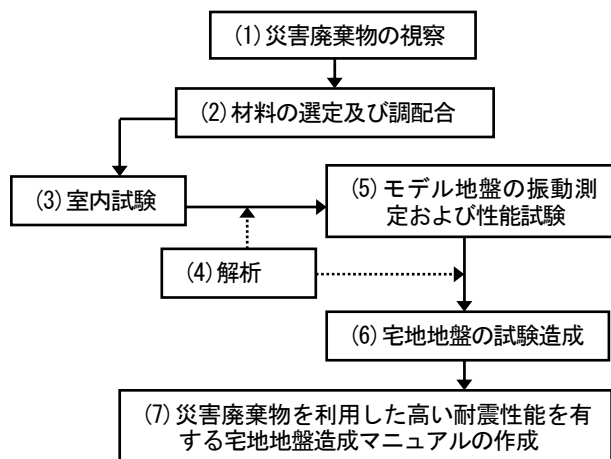 (1)災害廃棄物の視察
(2)材料の選定及び調配合
(3)室内試験
(5)モデル地盤の振動測
定および性能試験
(4)解析
(6)宅地地盤の試験造成
(7)災害廃棄物を利用した高い耐震性能を有
する宅地地盤造成マニュアルの作成